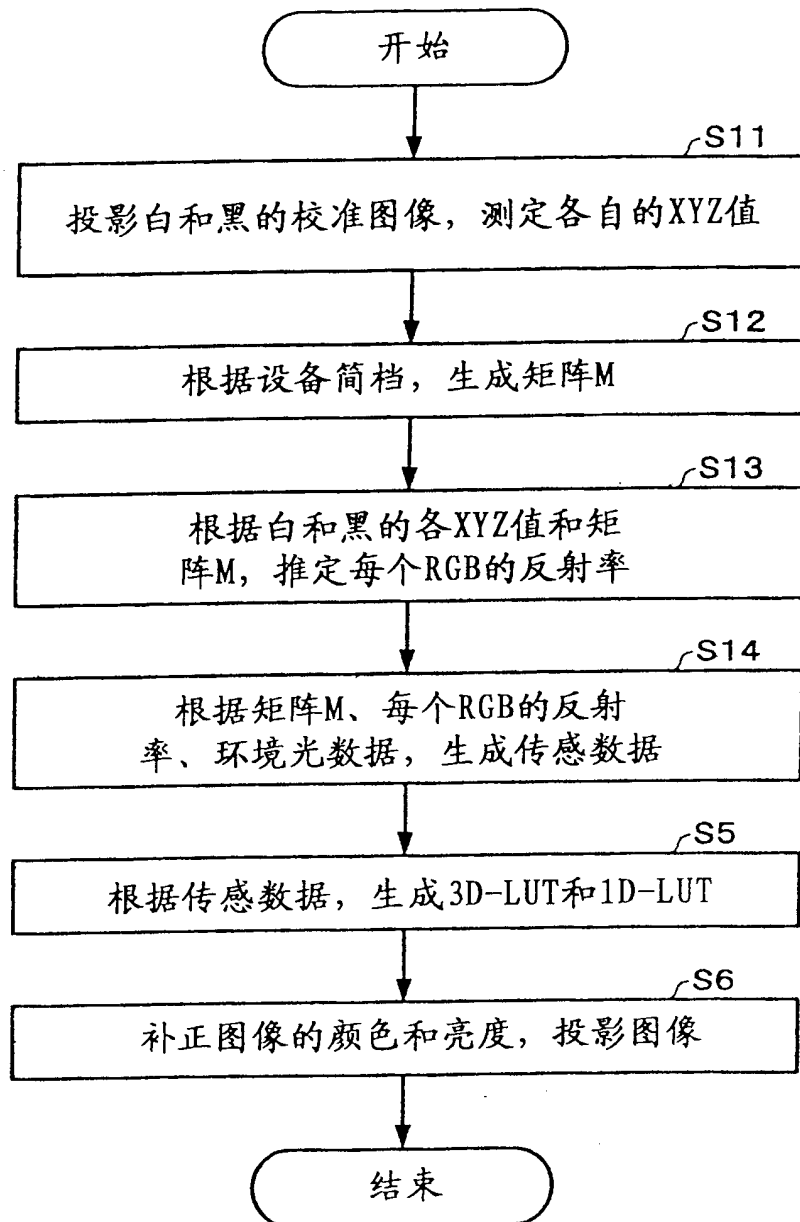 开始
S11
投影白和黑的校准图像，测定各自的XYZ值
S12
根据设备简档，生成矩阵M
S13
根据白和黑的各XYZ值和矩
阵M，推定每个RGB的反射率
S14
根据矩阵M、每个RGB的反射
率、环境光数据，生成传感数据
S5
根据传感数据，生成3D-LUT和1D-LUT
S6
补正图像的颜色和亮度，投影图像
结束